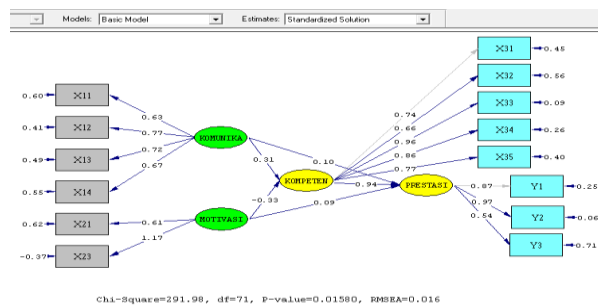 Models: Basic Model Estimates: Standardized Solution
X31 0.45
X32 0.56
X33 0.09
X34 0.26
X35 0.40
0.60 X11
0.41 X12
0.49 X13
0.55 X14
0.62 X21
-0.37 X23
0.63
0.77
0.72
0.67
0.61
1.17
KOMUNIKA
MOTIVASI
0.31
-0.33
0.10
0.09
KOMPETEN
0.94
PRESTASI
0.74
0.66
0.96
0.86
0.77
0.87
0.97
0.54
Y1 0.25
Y2 0.06
Y3 0.71
Chi-Square=291.98, df=71, P-value=0.01580, RMSEA=0.016